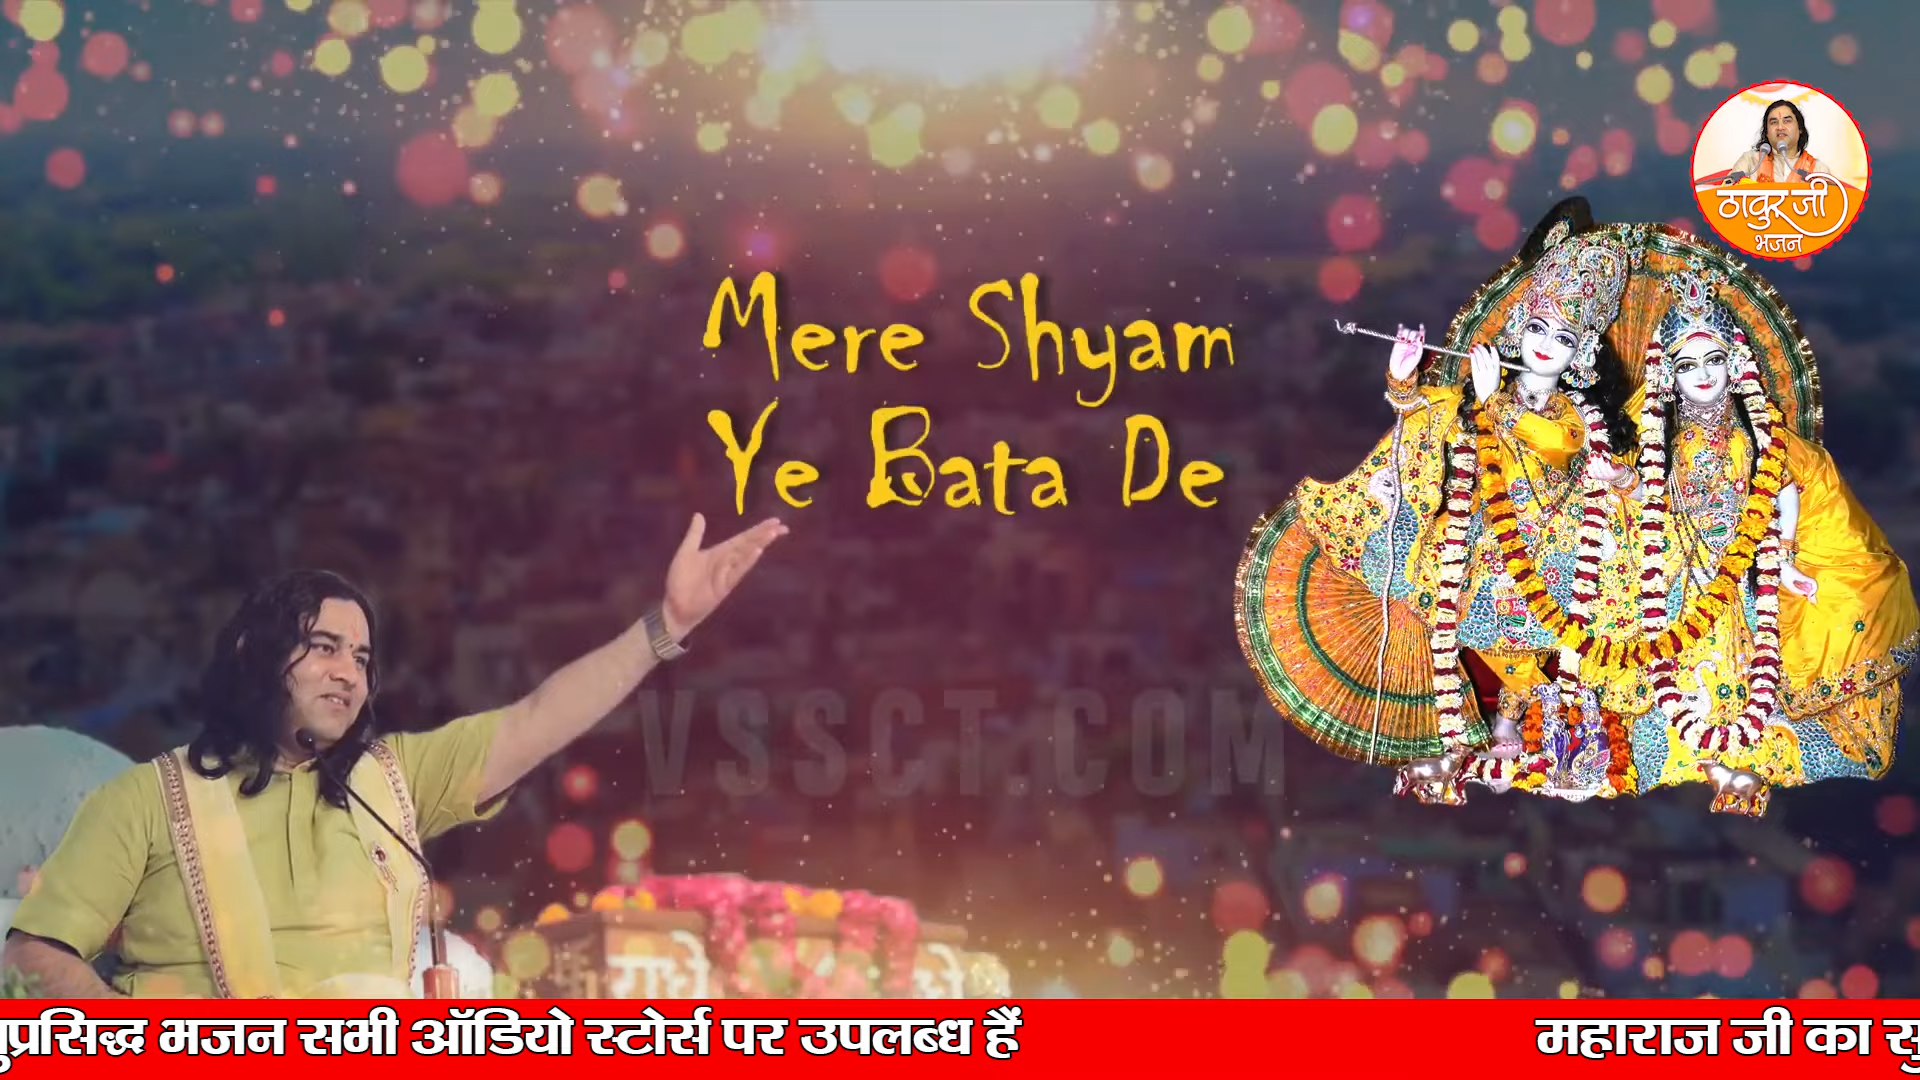 ठाकुर जी
भजन
Mere Shyam
Ye Bata De
VSSCT.COM
राधे
सुप्रसिद्ध भजन सभी ऑडियो स्टोर्स पर उपलब्ध हैं
महाराज जी का